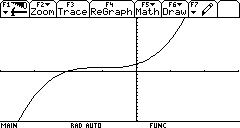 F1 F2 F3 F4 F5 F6 F7
Zoom Trace ReGraph Math Draw
MAIN RAD AUTO FUNC